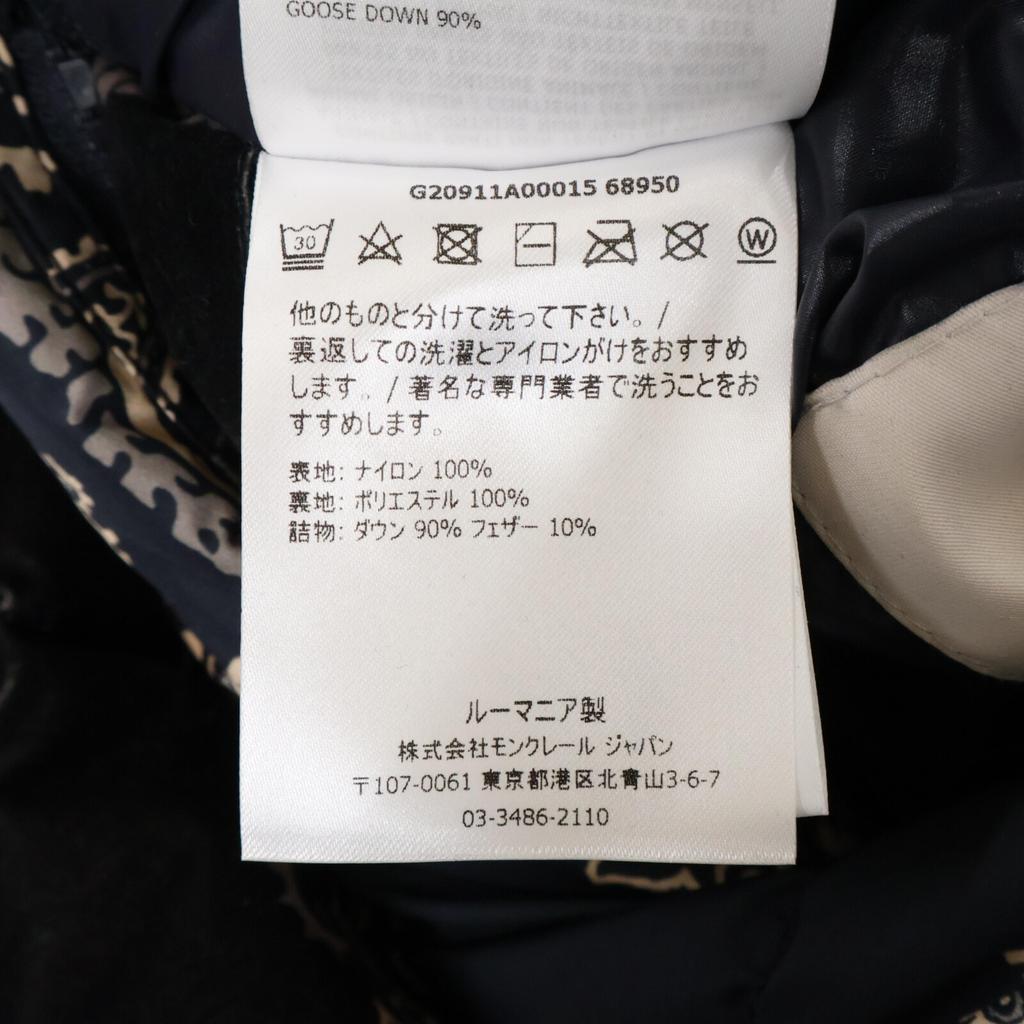 GOOSE DOWN 90%
G20911A00015 68950
30
W
他のものと分けて洗って下さい。/
裏返しての洗濯とアイロンがけをおすすめ
します。/ 著名な専門業者で洗うことをお
すすめします。
表地: ナイロン 100%
裏地: ポリエステル 100%
詰物: ダウン 90% フェザー 10%
ルーマニア製
株式会社モンクレール ジャパン
〒107-0061 東京都港区北青山3-6-7
03-3486-2110